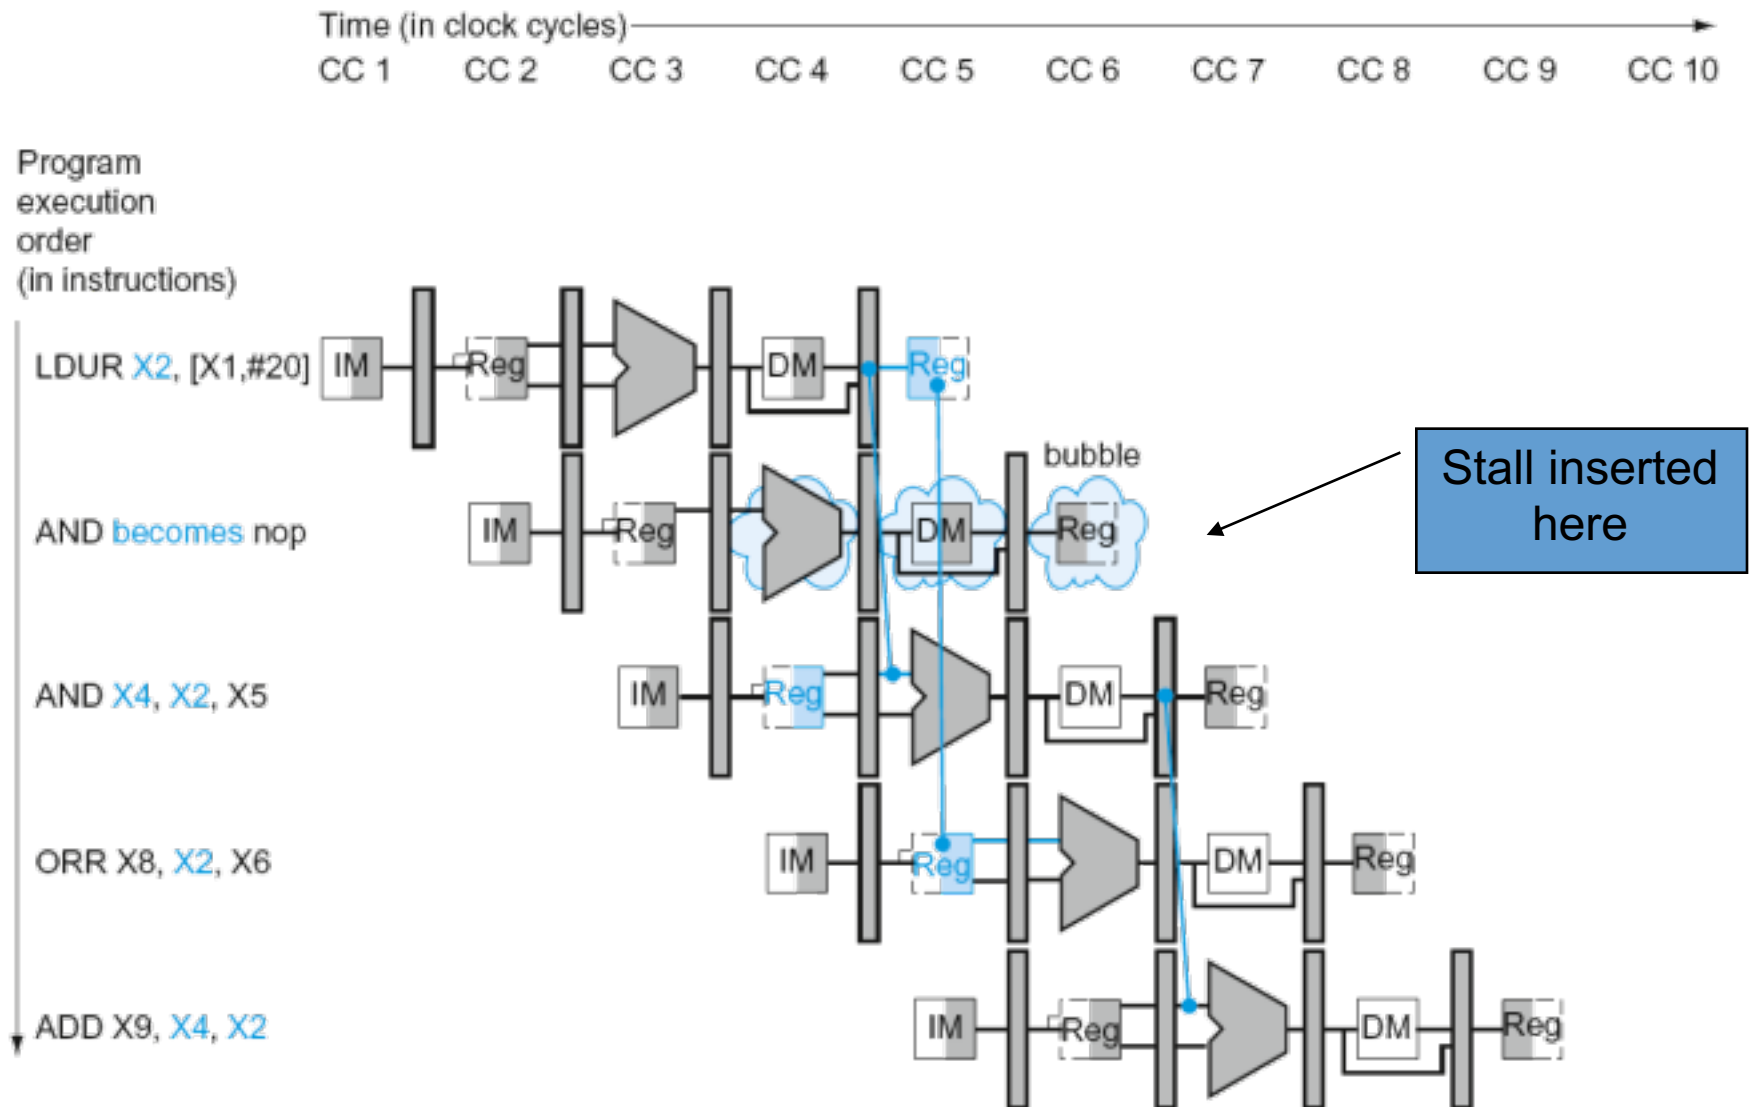 Time (in clock cycles)
CC 1 CC 2 CC 3 CC 4 CC 5 CC 6 CC 7 CC 8 CC 9 CC 10
Program
execution
order
(in instructions)
LDUR X2, [X1,#20] IM Reg DM Reg
bubble
Stall inserted
here
AND becomes nop IM Reg DM Reg
AND X4, X2, X5 IM Reg DM Reg
ORR X8, X2, X6 IM Reg DM Reg
ADD X9, X4, X2 IM Reg DM Reg